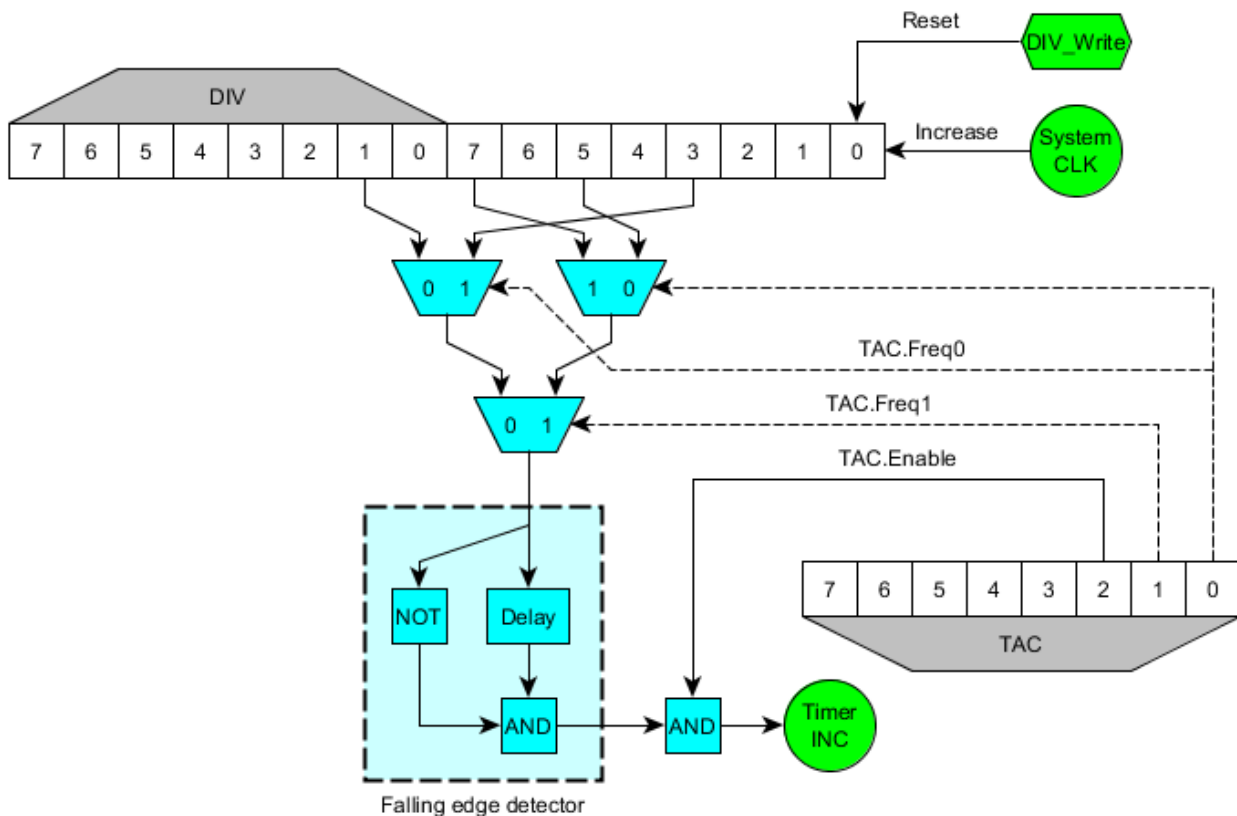 Reset
DIV_Write
DIV
7 6 5 4 3 2 1 0 7 6 5 4 3 2 1 0
Increase
System
CLK
0 1
1 0
TAC.Freq0
0 1
TAC.Freq1
TAC.Enable
7 6 5 4 3 2 1 0
TAC
NOT
Delay
AND
AND
Timer
INC
Falling edge detector